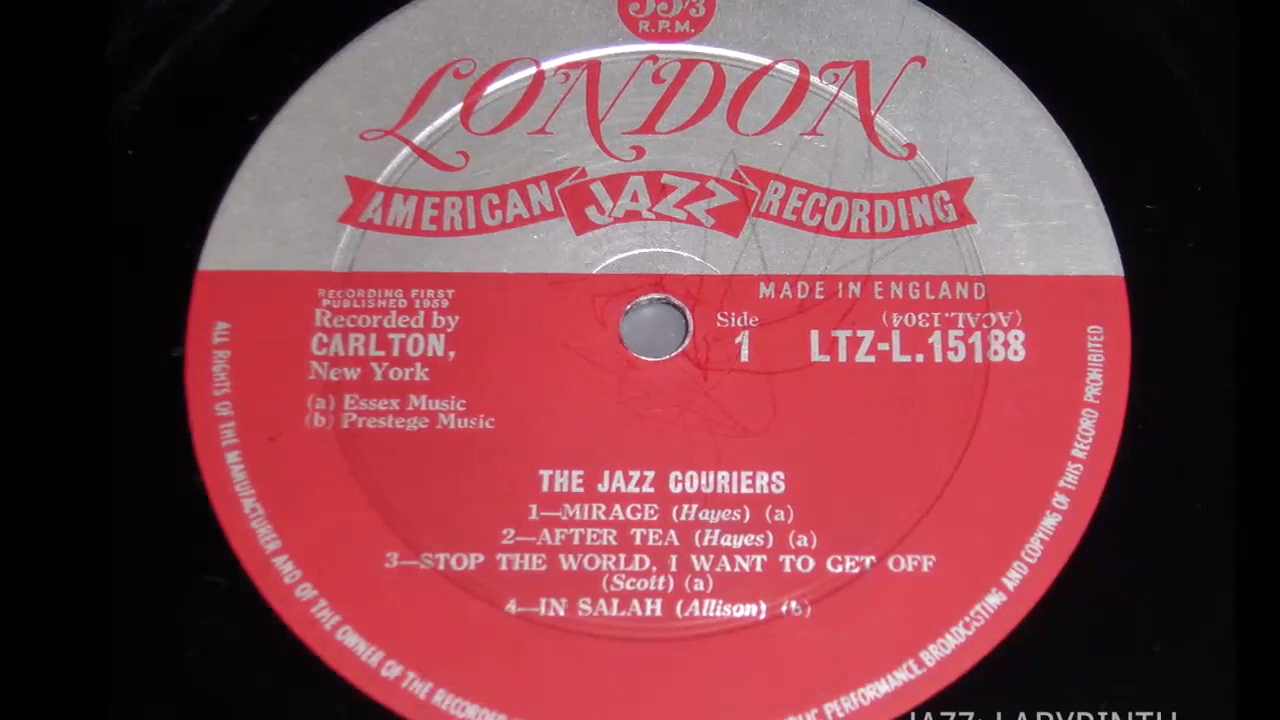 33⅓
R.P.M.
LONDON
AMERICAN JAZZ RECORDING
MADE IN ENGLAND
RECORDING FIRST
PUBLISHED 1959
Recorded by
CARLTON,
New York
(a) Essex Music
(b) Prestege Music
Side
1
(ACAL.1304)
LTZ-L.15188
THE JAZZ COURIERS
1—MIRAGE (Hayes) (a)
2—AFTER TEA (Hayes) (a)
3—STOP THE WORLD, I WANT TO GET OFF
(Scott) (a)
4—IN SALAH (Allison) (b)
ALL RIGHTS OF THE MANUFACTURER AND OF THE OWNER OF THE RECORDED
PERFORMANCE, BROADCASTING AND COPYING OF THIS RECORD PROHIBITED
JAZZ: LABYRINTH